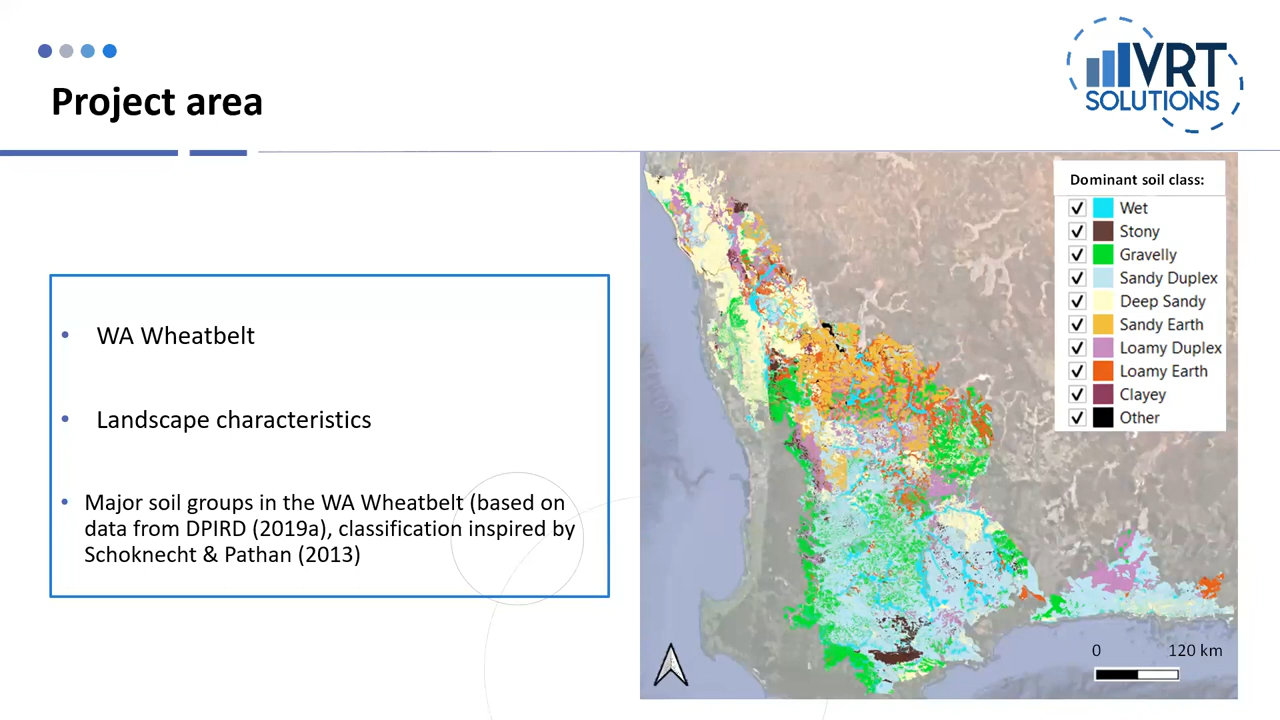 Project area
VRT
SOLUTIONS
WA Wheatbelt
Landscape characteristics
Major soil groups in the WA Wheatbelt (based on
data from DPIRD (2019a), classification inspired by
Schoknecht & Pathan (2013)
Dominant soil class:
Wet
Stony
Gravelly
Sandy Duplex
Deep Sandy
Sandy Earth
Loamy Duplex
Loamy Earth
Clayey
Other
0 120 km